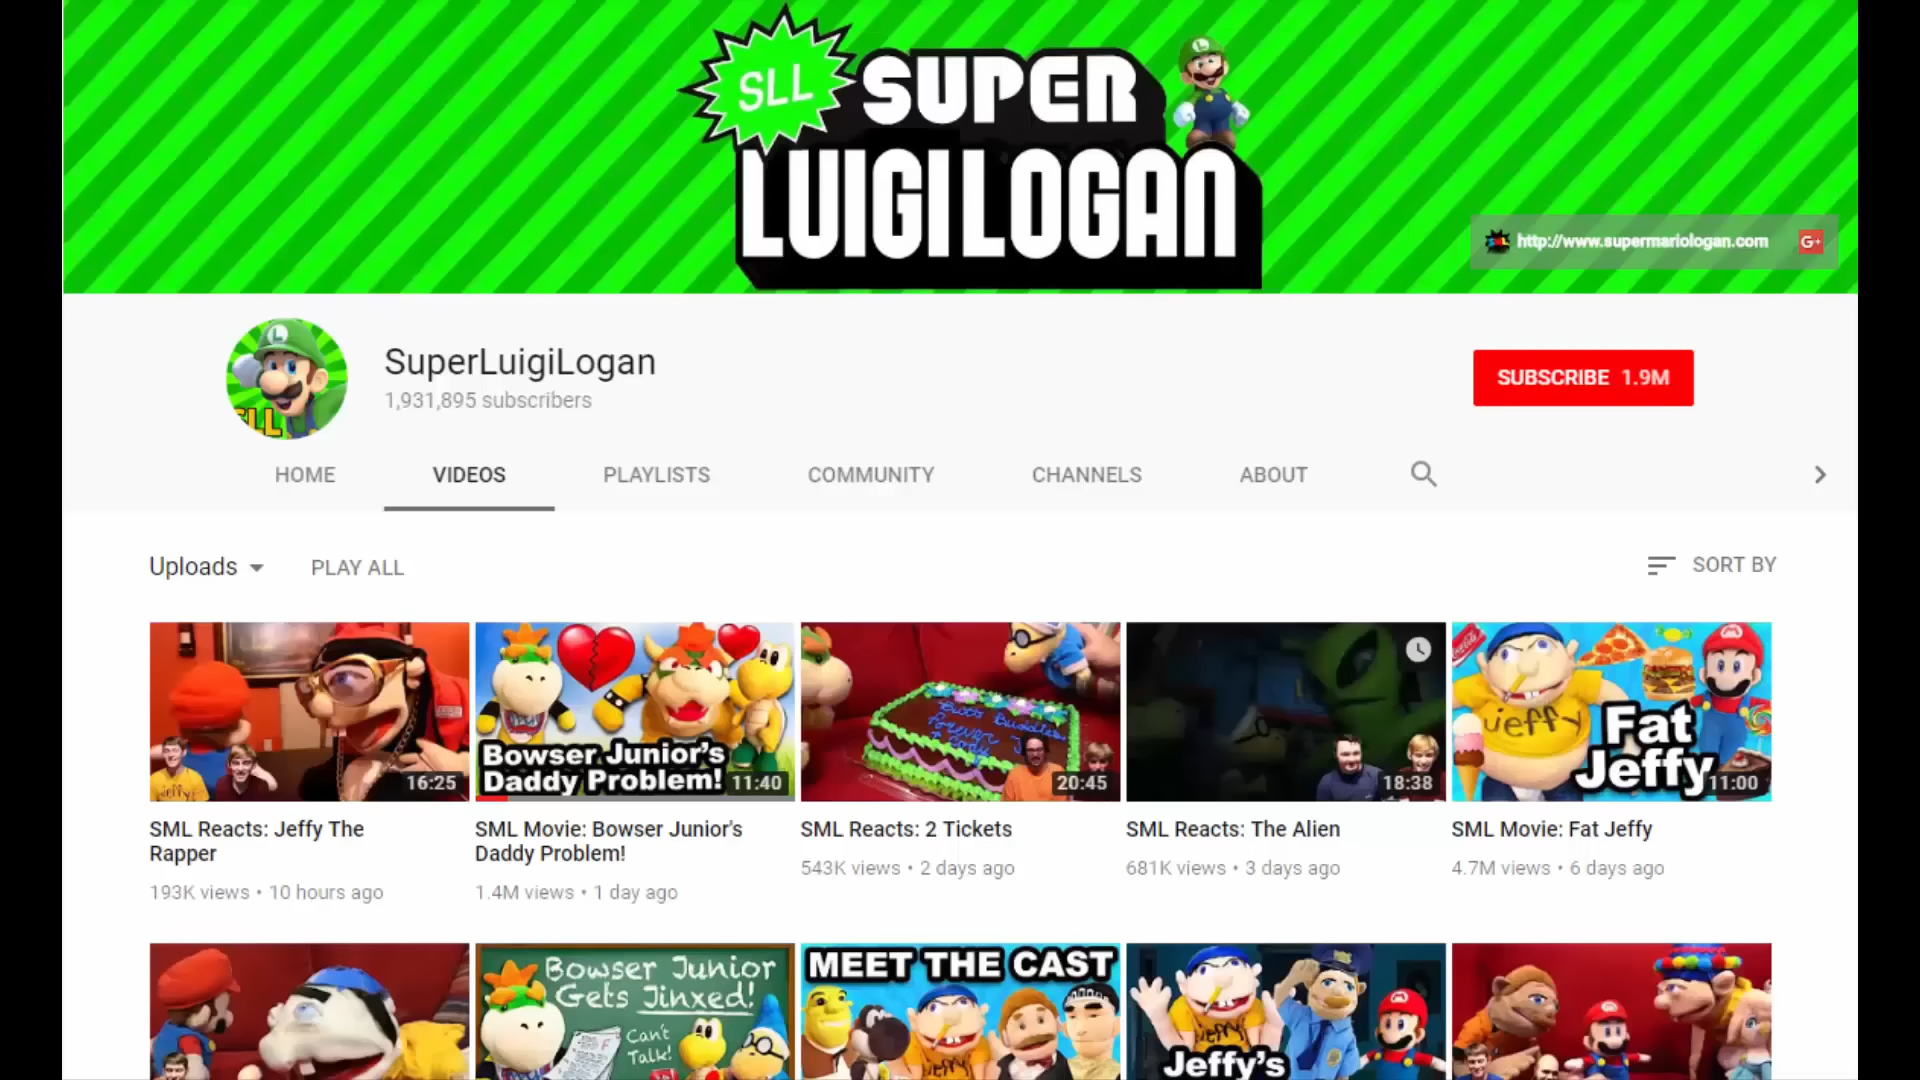 SLL
SUPER
LUIGI LOGAN
SML http://www.supermariologan.com G+
SuperLuigiLogan
1,931,895 subscribers
SUBSCRIBE 1.9M
HOME VIDEOS PLAYLISTS COMMUNITY CHANNELS ABOUT
Uploads PLAY ALL SORT BY
jeffy
16:25
Bowser Junior's
Daddy Problem!
11:40
20:45
18:38
jeffy
Fat
Jeffy
11:00
SML Reacts: Jeffy The
Rapper
193K views • 10 hours ago
SML Movie: Bowser Junior's
Daddy Problem!
1.4M views • 1 day ago
SML Reacts: 2 Tickets
543K views • 2 days ago
SML Reacts: The Alien
681K views • 3 days ago
SML Movie: Fat Jeffy
4.7M views • 6 days ago
Bowser Junior
Gets Jinxed!
Can't
Talk!
MEET THE CAST
Jeffy's